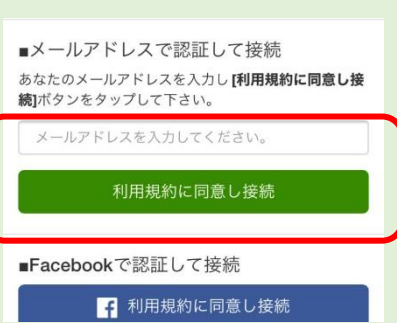 ■メールアドレスで認証して接続
あなたのメールアドレスを入力し[利用規約に同意し接
続]ボタンをタップして下さい。
メールアドレスを入力してください。
利用規約に同意し接続
■Facebookで認証して接続
利用規約に同意し接続